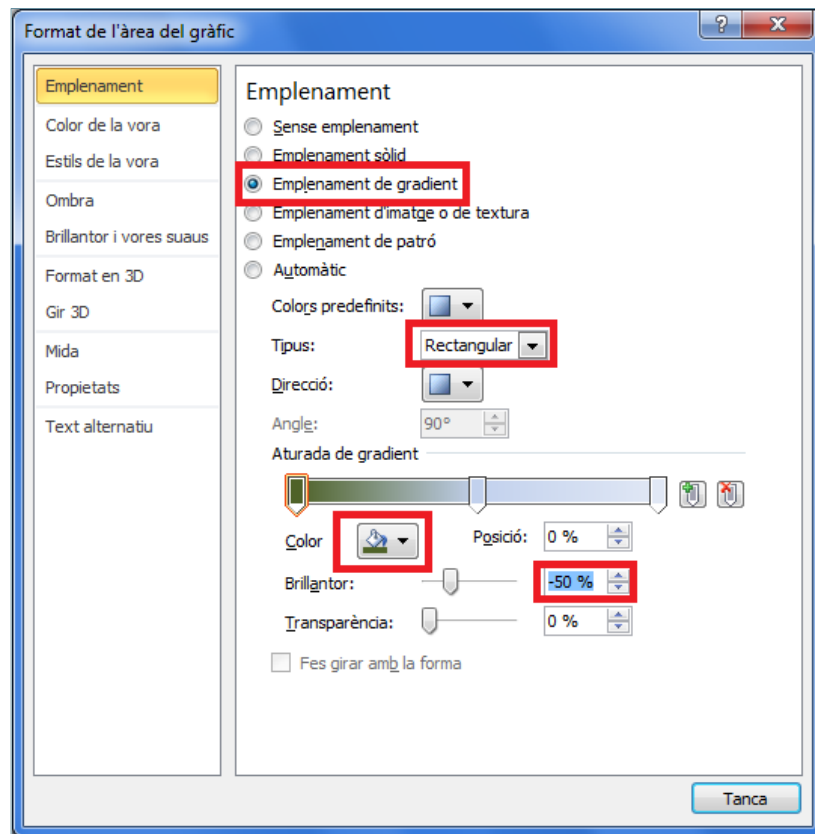 Format de l'àrea del gràfic
Emplenament
Color de la vora
Estils de la vora
Ombra
Brillantor i vores suaus
Format en 3D
Gir 3D
Mida
Propietats
Text alternatiu
Emplenament
Sense emplenament
Emplenament sòlid
Emplenament de gradient
Emplenament d'imatge o de textura
Emplenament de patró
Automàtic
Colors predefinits:
Tipus: Rectangular
Direcció:
Angle: 90°
Aturada de gradient
Color Posició: 0 %
Brillantor: -50 %
Transparència: 0 %
Fes girar amb la forma
Tanca